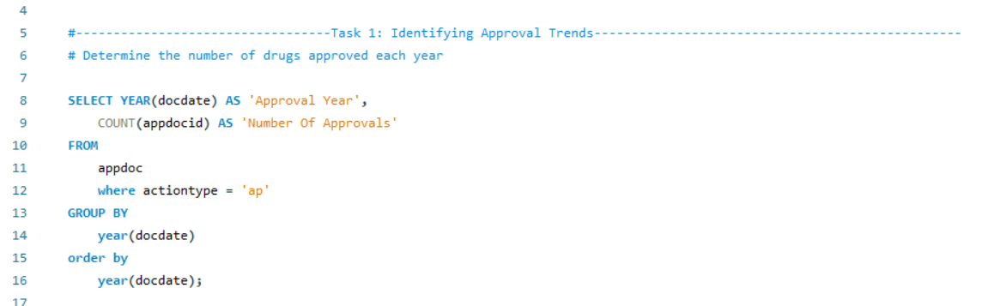 4
5 #----------------------------------Task 1: Identifying Approval Trends-------------------------------------------------
6 # Determine the number of drugs approved each year
7
8 SELECT YEAR(docdate) AS 'Approval Year',
9 COUNT(appdocid) AS 'Number Of Approvals'
10 FROM
11 appdoc
12 where actiontype = 'ap'
13 GROUP BY
14 year(docdate)
15 order by
16 year(docdate);
17